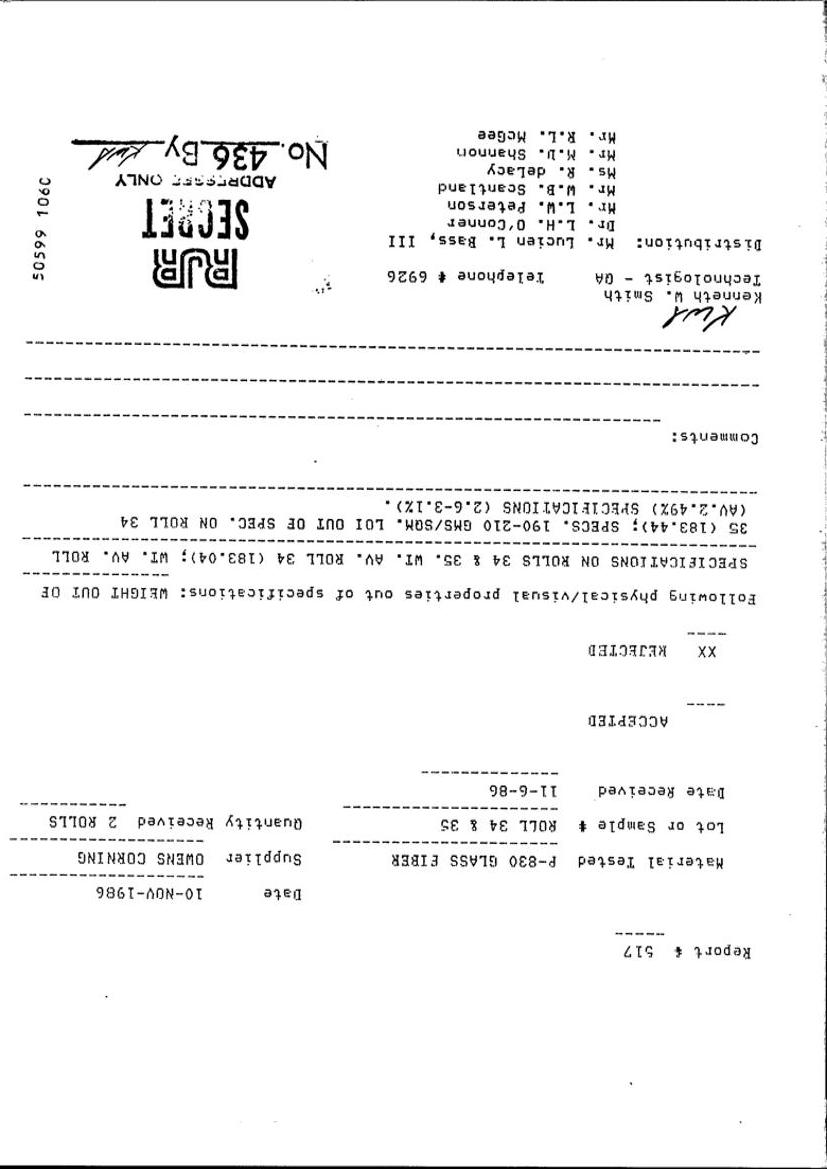 Report # 517
Date 10-NOV-1986
Material Tested P-830 GLASS FIBER Supplier OWENS CORNING
Lot or Sample # ROLL 34 & 35 Quantity Received 2 ROLLS
Date Received 11-6-86
ACCEPTED
XX REJECTED
Following physical/visual properties out of specifications: WEIGHT OUT OF
SPECIFICATIONS ON ROLLS 34 & 35. WT. AV. ROLL 34 (183.04); WT. AV. ROLL
35 (183.44); SPECS. 190-210 GMS/SQM. LOI OUT OF SPEC. ON ROLL 34
(AV.2.49%) SPECIFICATIONS (2.6-3.1%).
Comments:
Kenneth W. Smith
Technologist - QA Telephone # 6926
Distribution: Mr. Lucien L. Bass, III
Dr. L.H. O'Conner
Mr. L.W. Peterson
Mr. W.B. Scantland
Ms. R. deLacy
Mr. M.D. Shannon
Mr. R.L. McGee
RJR
SECRET
ADDRESSEE ONLY
No. 436 By
50599 1060